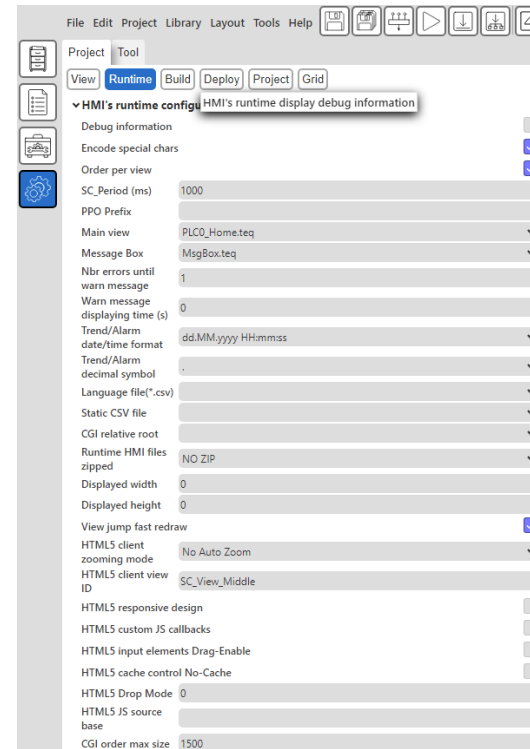 File Edit Project Library Layout Tools Help
Project Tool
View Runtime Build Deploy Project Grid
HMI's runtime configu
HMI's runtime display debug information
Debug information
Encode special chars
Order per view
SC_Period (ms) 1000
PPO Prefix
Main view PLC0_Home.teq
Message Box MsgBox.teq
Nbr errors until
warn message 1
Warn message
displaying time (s) 0
Trend/Alarm
date/time format dd.MM.yyyy HH:mm:ss
Trend/Alarm
decimal symbol .
Language file(*.csv)
Static CSV file
CGI relative root
Runtime HMI files
zipped NO ZIP
Displayed width 0
Displayed height 0
View jump fast redraw
HTML5 client
zooming mode No Auto Zoom
HTML5 client view
ID SC_View_Middle
HTML5 responsive design
HTML5 custom JS callbacks
HTML5 input elements Drag-Enable
HTML5 cache control No-Cache
HTML5 Drop Mode 0
HTML5 JS source
base
CGI order max size 1500